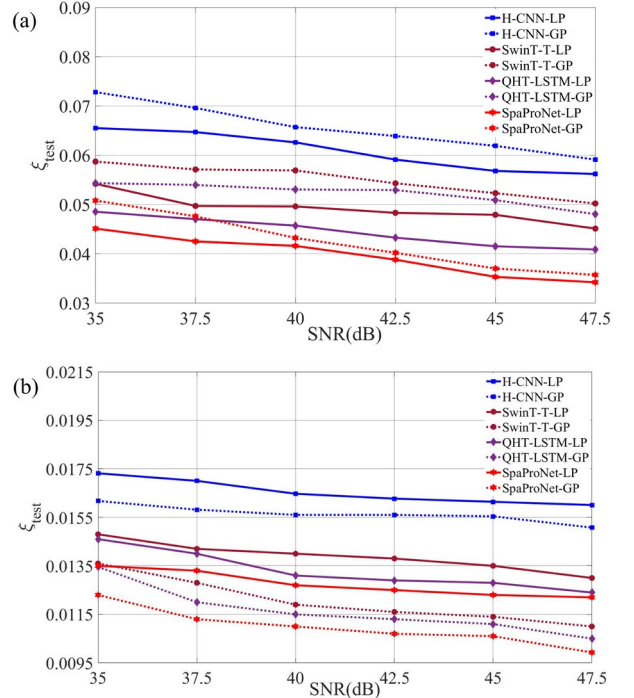 (a)
0.09
0.08
0.07
0.06
0.05
0.04
0.03
ξtest
35 37.5 40 42.5 45 47.5
SNR(dB)
H-CNN-LP
H-CNN-GP
SwinT-T-LP
SwinT-T-GP
QHT-LSTM-LP
QHT-LSTM-GP
SpaProNet-LP
SpaProNet-GP
(b)
0.0215
0.0195
0.0175
0.0155
0.0135
0.0115
0.0095
ξtest
35 37.5 40 42.5 45 47.5
SNR(dB)
H-CNN-LP
H-CNN-GP
SwinT-T-LP
SwinT-T-GP
QHT-LSTM-LP
QHT-LSTM-GP
SpaProNet-LP
SpaProNet-GP